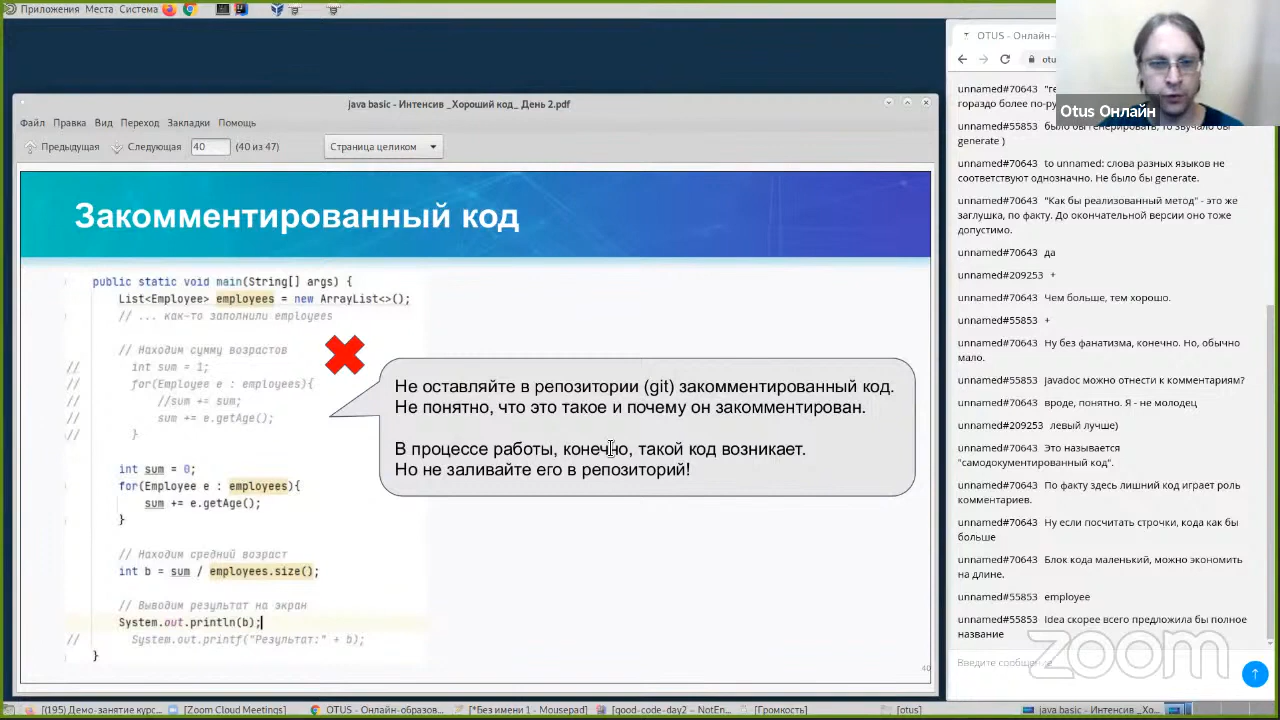 Приложения Места Система
java basic - Интенсив _Хороший код_ День 2.pdf
Файл Правка Вид Переход Закладки Помощь
Предыдущая Следующая 40 (40 из 47) Страница целиком
Закомментированный код
public static void main(String[] args) {
List<Employee> employees = new ArrayList<>();
// ... как-то заполнили employees
// Находим сумму возрастов
// int sum = 1;
// for(Employee e : employees){
// //sum += sum;
// sum += e.getAge();
// }
int sum = 0;
for(Employee e : employees){
sum += e.getAge();
}
// Находим средний возраст
int b = sum / employees.size();
// Выводим результат на экран
System.out.println(b);
// System.out.printf("Результат:" + b);
}
Не оставляйте в репозитории (git) закомментированный код.
Не понятно, что это такое и почему он закомментирован.
В процессе работы, конечно, такой код возникает.
Но не заливайте его в репозиторий!
40
OTUS - Онлайн-
otu
Otus Онлайн
unnamed#70643
гораздо более по-ру
unnamed#55853
generate )
unnamed#70643 to unnamed: слова разных языков не
соответствуют однозначно. Не было бы generate.
unnamed#70643 "Как бы реализованный метод" - это же
заглушка, по факту. До окончательной версии оно тоже
допустимо.
unnamed#70643 да
unnamed#209253 +
unnamed#70643 Чем больше, тем хорошо.
unnamed#55853 +
unnamed#70643 Ну без фанатизма, конечно. Но, обычно
мало.
unnamed#55853 javadoc можно отнести к комментариям?
unnamed#70643 вроде, понятно. Я - не молодец
unnamed#209253 левый лучше)
unnamed#70643 Это называется
"самодокументированный код".
unnamed#70643 По факту здесь лишний код играет роль
комментариев.
unnamed#70643 Ну если посчитать строчки, кода как бы
больше
unnamed#70643 Блок кода маленький, можно экономить
на длине.
unnamed#55853 employee
unnamed#55853 Idea скорее всего предложила бы полное
название
Введите сообщение
zoom
[(195) Демо-занятие курс... [Zoom Cloud Meetings] OTUS - Онлайн-образов... [*Без имени 1 - Mousepad] [good-code-day2 – NotEn... [Громкость] [otus] java basic - Интенсив _Хо...